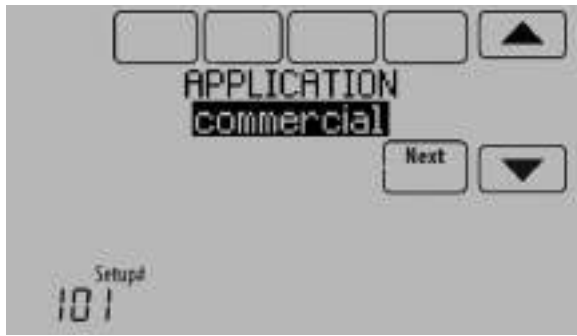 APPLICATION
commercial
Next
Setup#
101